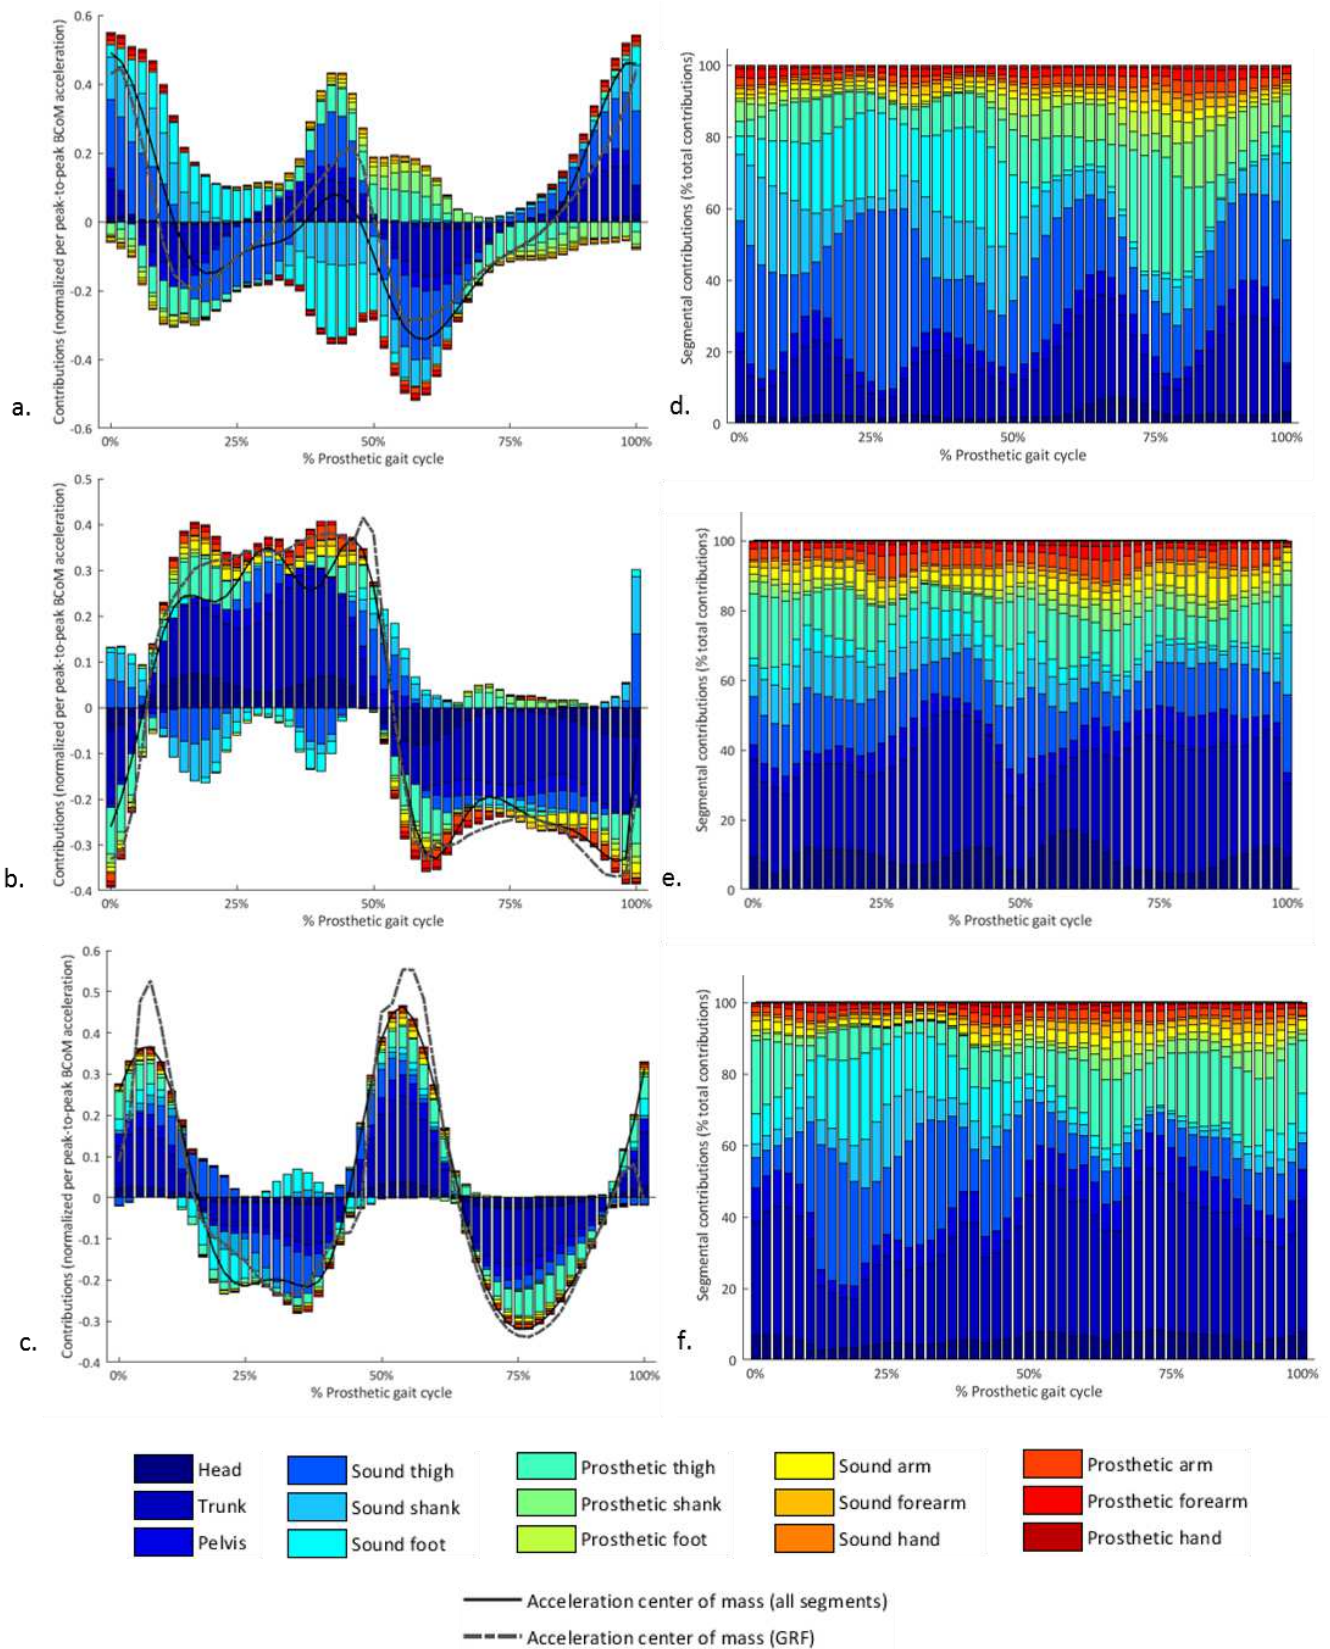 Contributions (normalized per peak-to-peak BCoM acceleration)
0.6
0.4
0.2
0
-0.2
-0.4
-0.6
0%
25%
50%
75%
100%
% Prosthetic gait cycle
a.
Segmental contributions (% total contributions)
100
80
60
40
20
0
0%
25%
50%
75%
100%
% Prosthetic gait cycle
d.
Contributions (normalized per peak-to-peak BCoM acceleration)
0.5
0.4
0.3
0.2
0.1
0
-0.1
-0.2
-0.3
-0.4
0%
25%
50%
75%
100%
% Prosthetic gait cycle
b.
Segmental contributions (% total contributions)
100
80
60
40
20
0
0%
25%
50%
75%
100%
% Prosthetic gait cycle
e.
Contributions (normalized per peak-to-peak BCoM acceleration)
0.6
0.5
0.4
0.3
0.2
0.1
0
-0.1
-0.2
-0.3
-0.4
0%
25%
50%
75%
100%
% Prosthetic gait cycle
c.
Segmental contributions (% total contributions)
100
80
60
40
20
0
0%
25%
50%
75%
100%
% Prosthetic gait cycle
f.
Head
Trunk
Pelvis
Sound thigh
Sound shank
Sound foot
Prosthetic thigh
Prosthetic shank
Prosthetic foot
Sound arm
Sound forearm
Sound hand
Prosthetic arm
Prosthetic forearm
Prosthetic hand
Acceleration center of mass (all segments)
Acceleration center of mass (GRF)